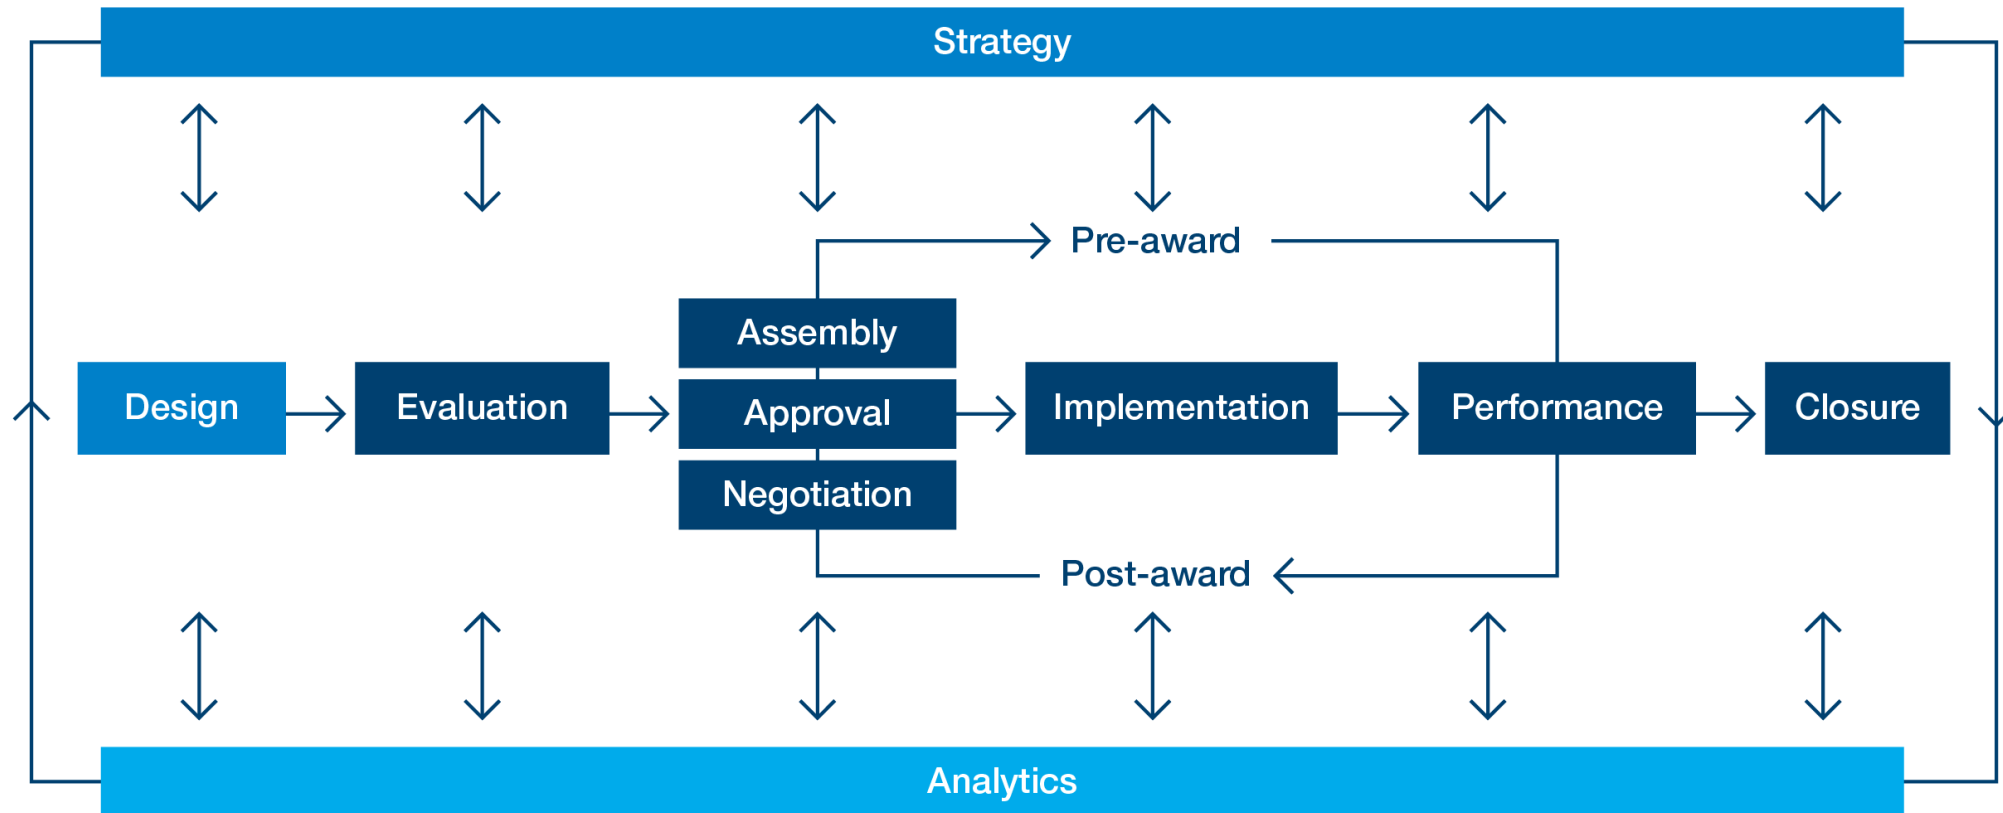 Strategy
Pre-award
Assembly
Design
Evaluation
Approval
Implementation
Performance
Closure
Negotiation
Post-award
Analytics